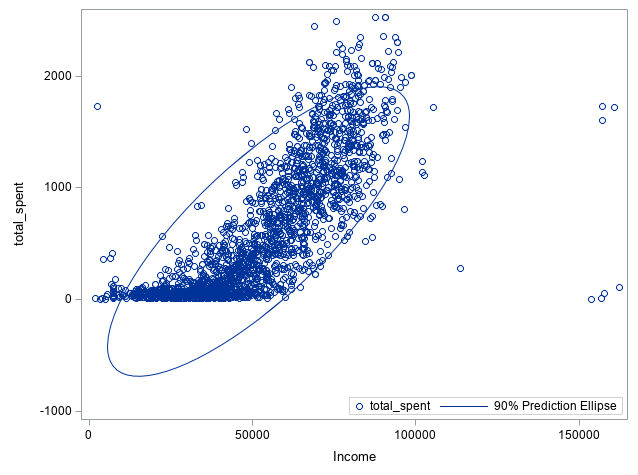 2000
1000
0
-1000
total_spent
0
50000
100000
150000
Income
total_spent
90% Prediction Ellipse